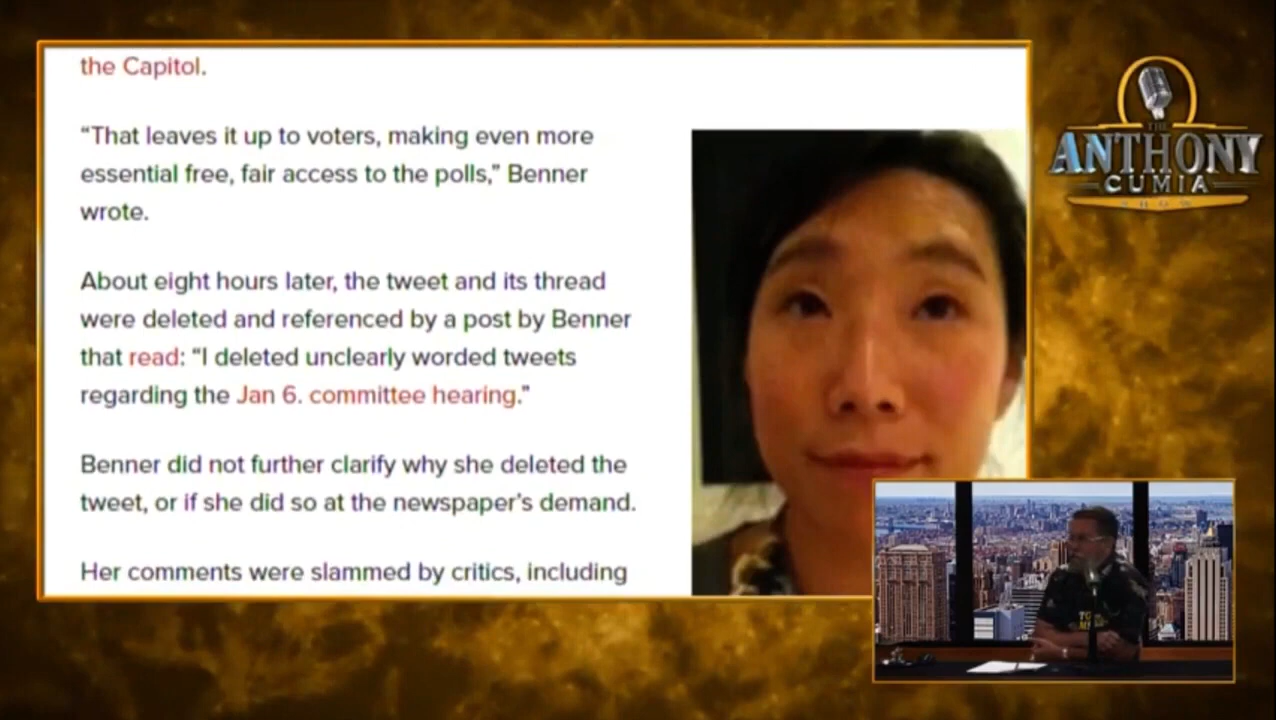 the Capitol.
“That leaves it up to voters, making even more
essential free, fair access to the polls,” Benner
wrote.
About eight hours later, the tweet and its thread
were deleted and referenced by a post by Benner
that read: “I deleted unclearly worded tweets
regarding the Jan 6. committee hearing.”
Benner did not further clarify why she deleted the
tweet, or if she did so at the newspaper's demand.
Her comments were slammed by critics, including
THE
ANTHONY
CUMIA
SHOW